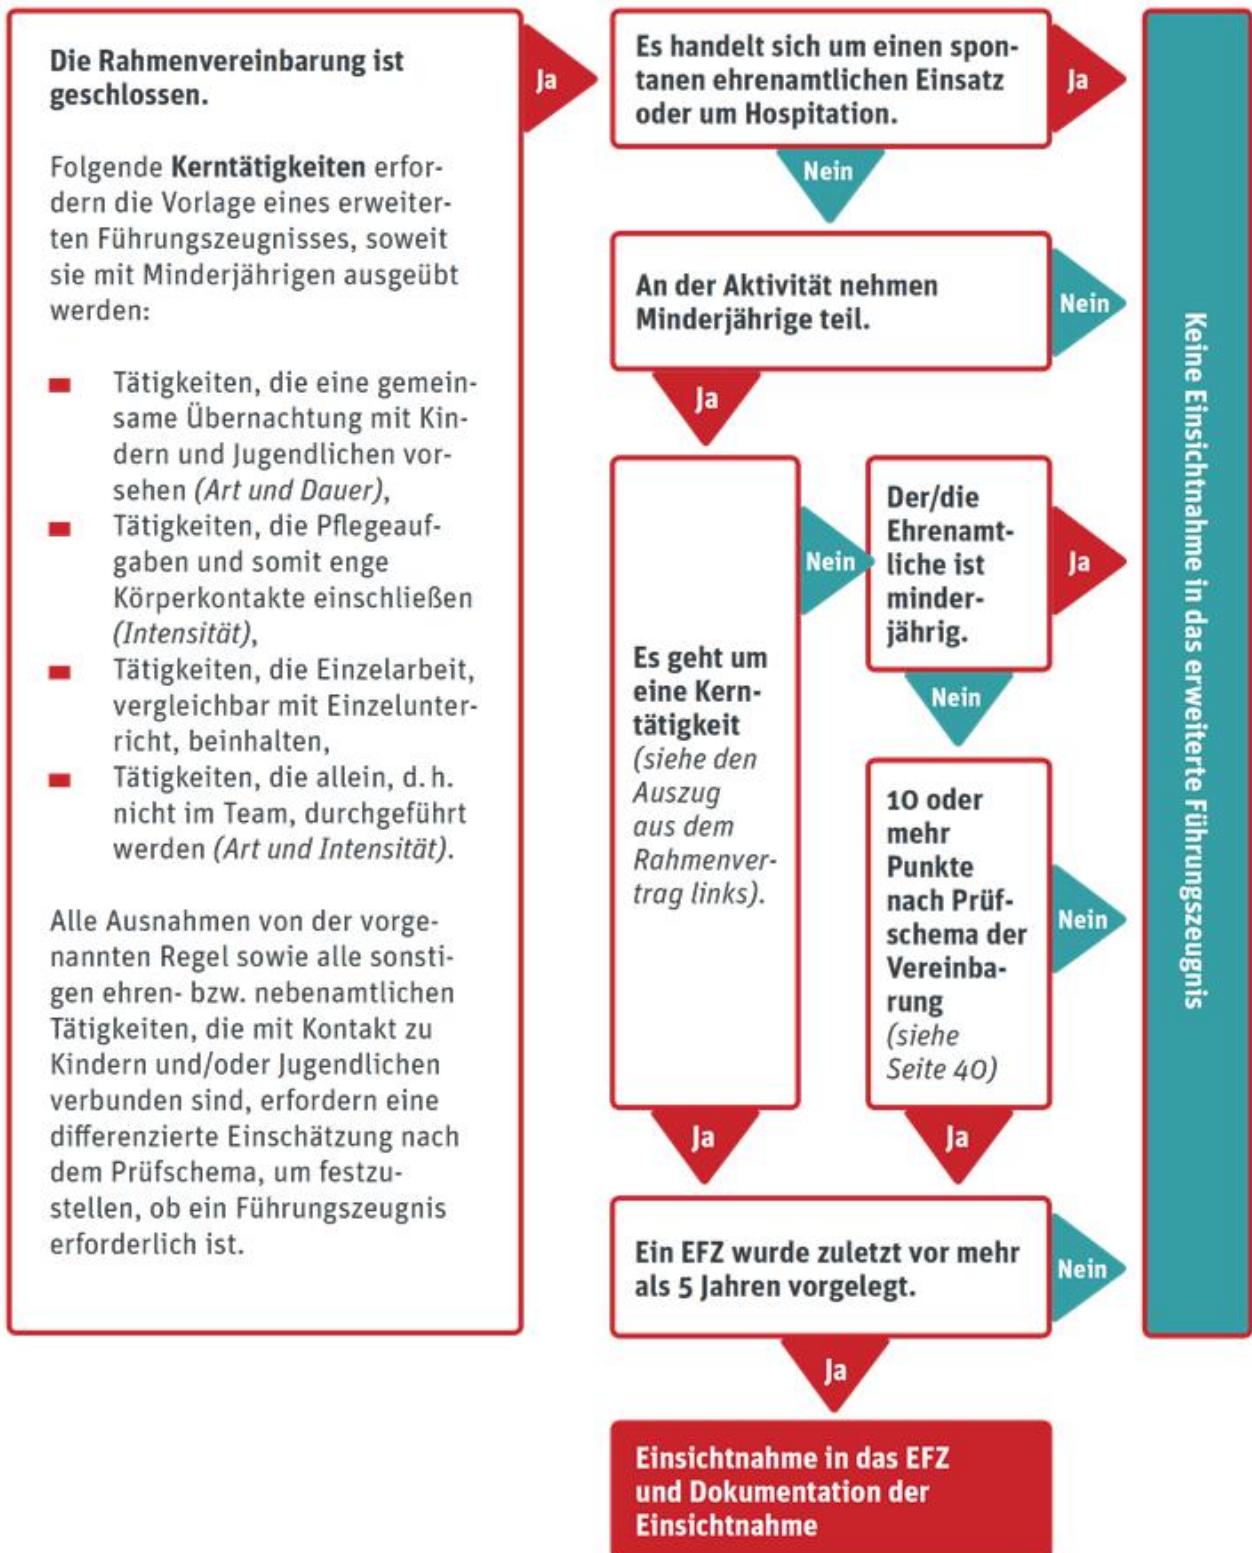 Die Rahmenvereinbarung ist
geschlossen.
Folgende Kerntätigkeiten erfor-
dern die Vorlage eines erweiter-
ten Führungszeugnisses, soweit
sie mit Minderjährigen ausgeübt
werden:
Tätigkeiten, die eine gemein-
same Übernachtung mit Kin-
dern und Jugendlichen vor-
sehen (Art und Dauer),
Tätigkeiten, die Pflegeauf-
gaben und somit enge
Körperkontakte einschließen
(Intensität),
Tätigkeiten, die Einzelarbeit,
vergleichbar mit Einzelunter-
richt, beinhalten,
Tätigkeiten, die allein, d. h.
nicht im Team, durchgeführt
werden (Art und Intensität).
Alle Ausnahmen von der vorge-
nannten Regel sowie alle sonsti-
gen ehren- bzw. nebenamtlichen
Tätigkeiten, die mit Kontakt zu
Kindern und/oder Jugendlichen
verbunden sind, erfordern eine
differenzierte Einschätzung nach
dem Prüfschema, um festzu-
stellen, ob ein Führungszeugnis
erforderlich ist.
Ja
Es handelt sich um einen spon-
tanen ehrenamtlichen Einsatz
oder um Hospitation.
Ja
Nein
An der Aktivität nehmen
Minderjährige teil.
Nein
Ja
Es geht um
eine Kern-
tätigkeit
(siehe den
Auszug
aus dem
Rahmenver-
trag links).
Nein
Der/die
Ehrenamt-
liche ist
minder-
jährig.
Ja
Nein
10 oder
mehr
Punkte
nach Prüf-
schema der
Vereinba-
rung
(siehe
Seite 40)
Nein
Ja
Ja
Ein EFZ wurde zuletzt vor mehr
als 5 Jahren vorgelegt.
Nein
Ja
Einsichtnahme in das EFZ
und Dokumentation der
Einsichtnahme
Keine Einsichtnahme in das erweiterte Führungszeugnis